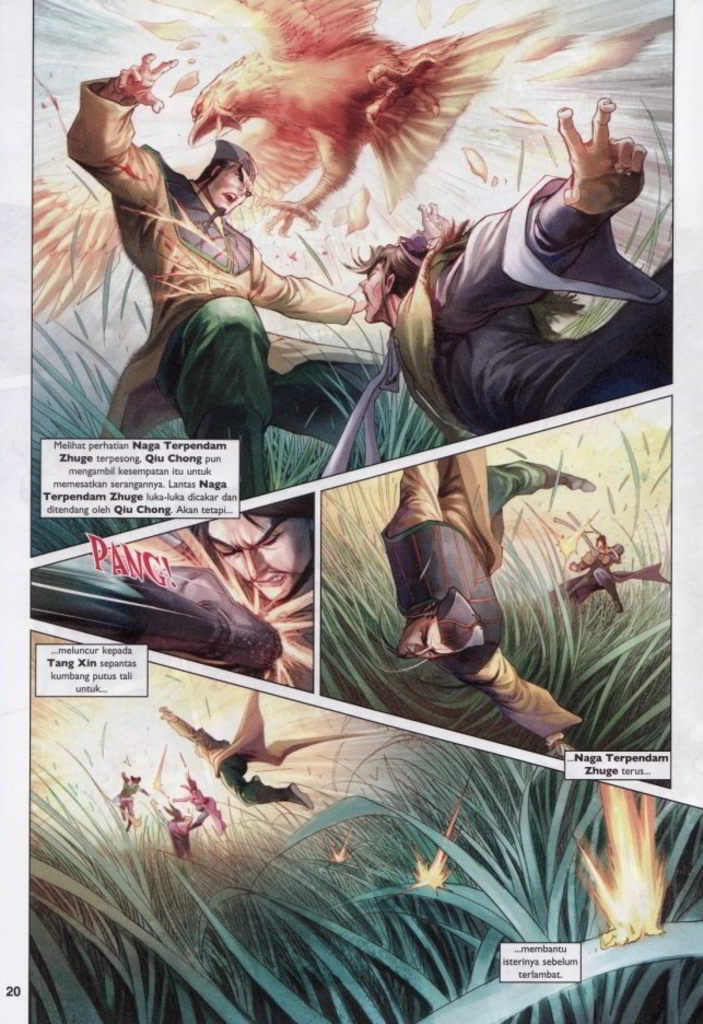 Melihat perhatian Naga Terpendam
Zhuge terpesong, Qiu Chong pun
mengambil kesempatan itu untuk
memesatkan serangannya. Lantas Naga
Terpendam Zhuge luka-luka dicakar dan
ditendang oleh Qiu Chong. Akan tetapi...
PANG!
...Naga Terpendam
Zhuge terus...
...meluncur kepada
Tang Xin sepantas
kumbang putus tali
untuk...
...membantu
isterinya sebelum
terlambat.
20